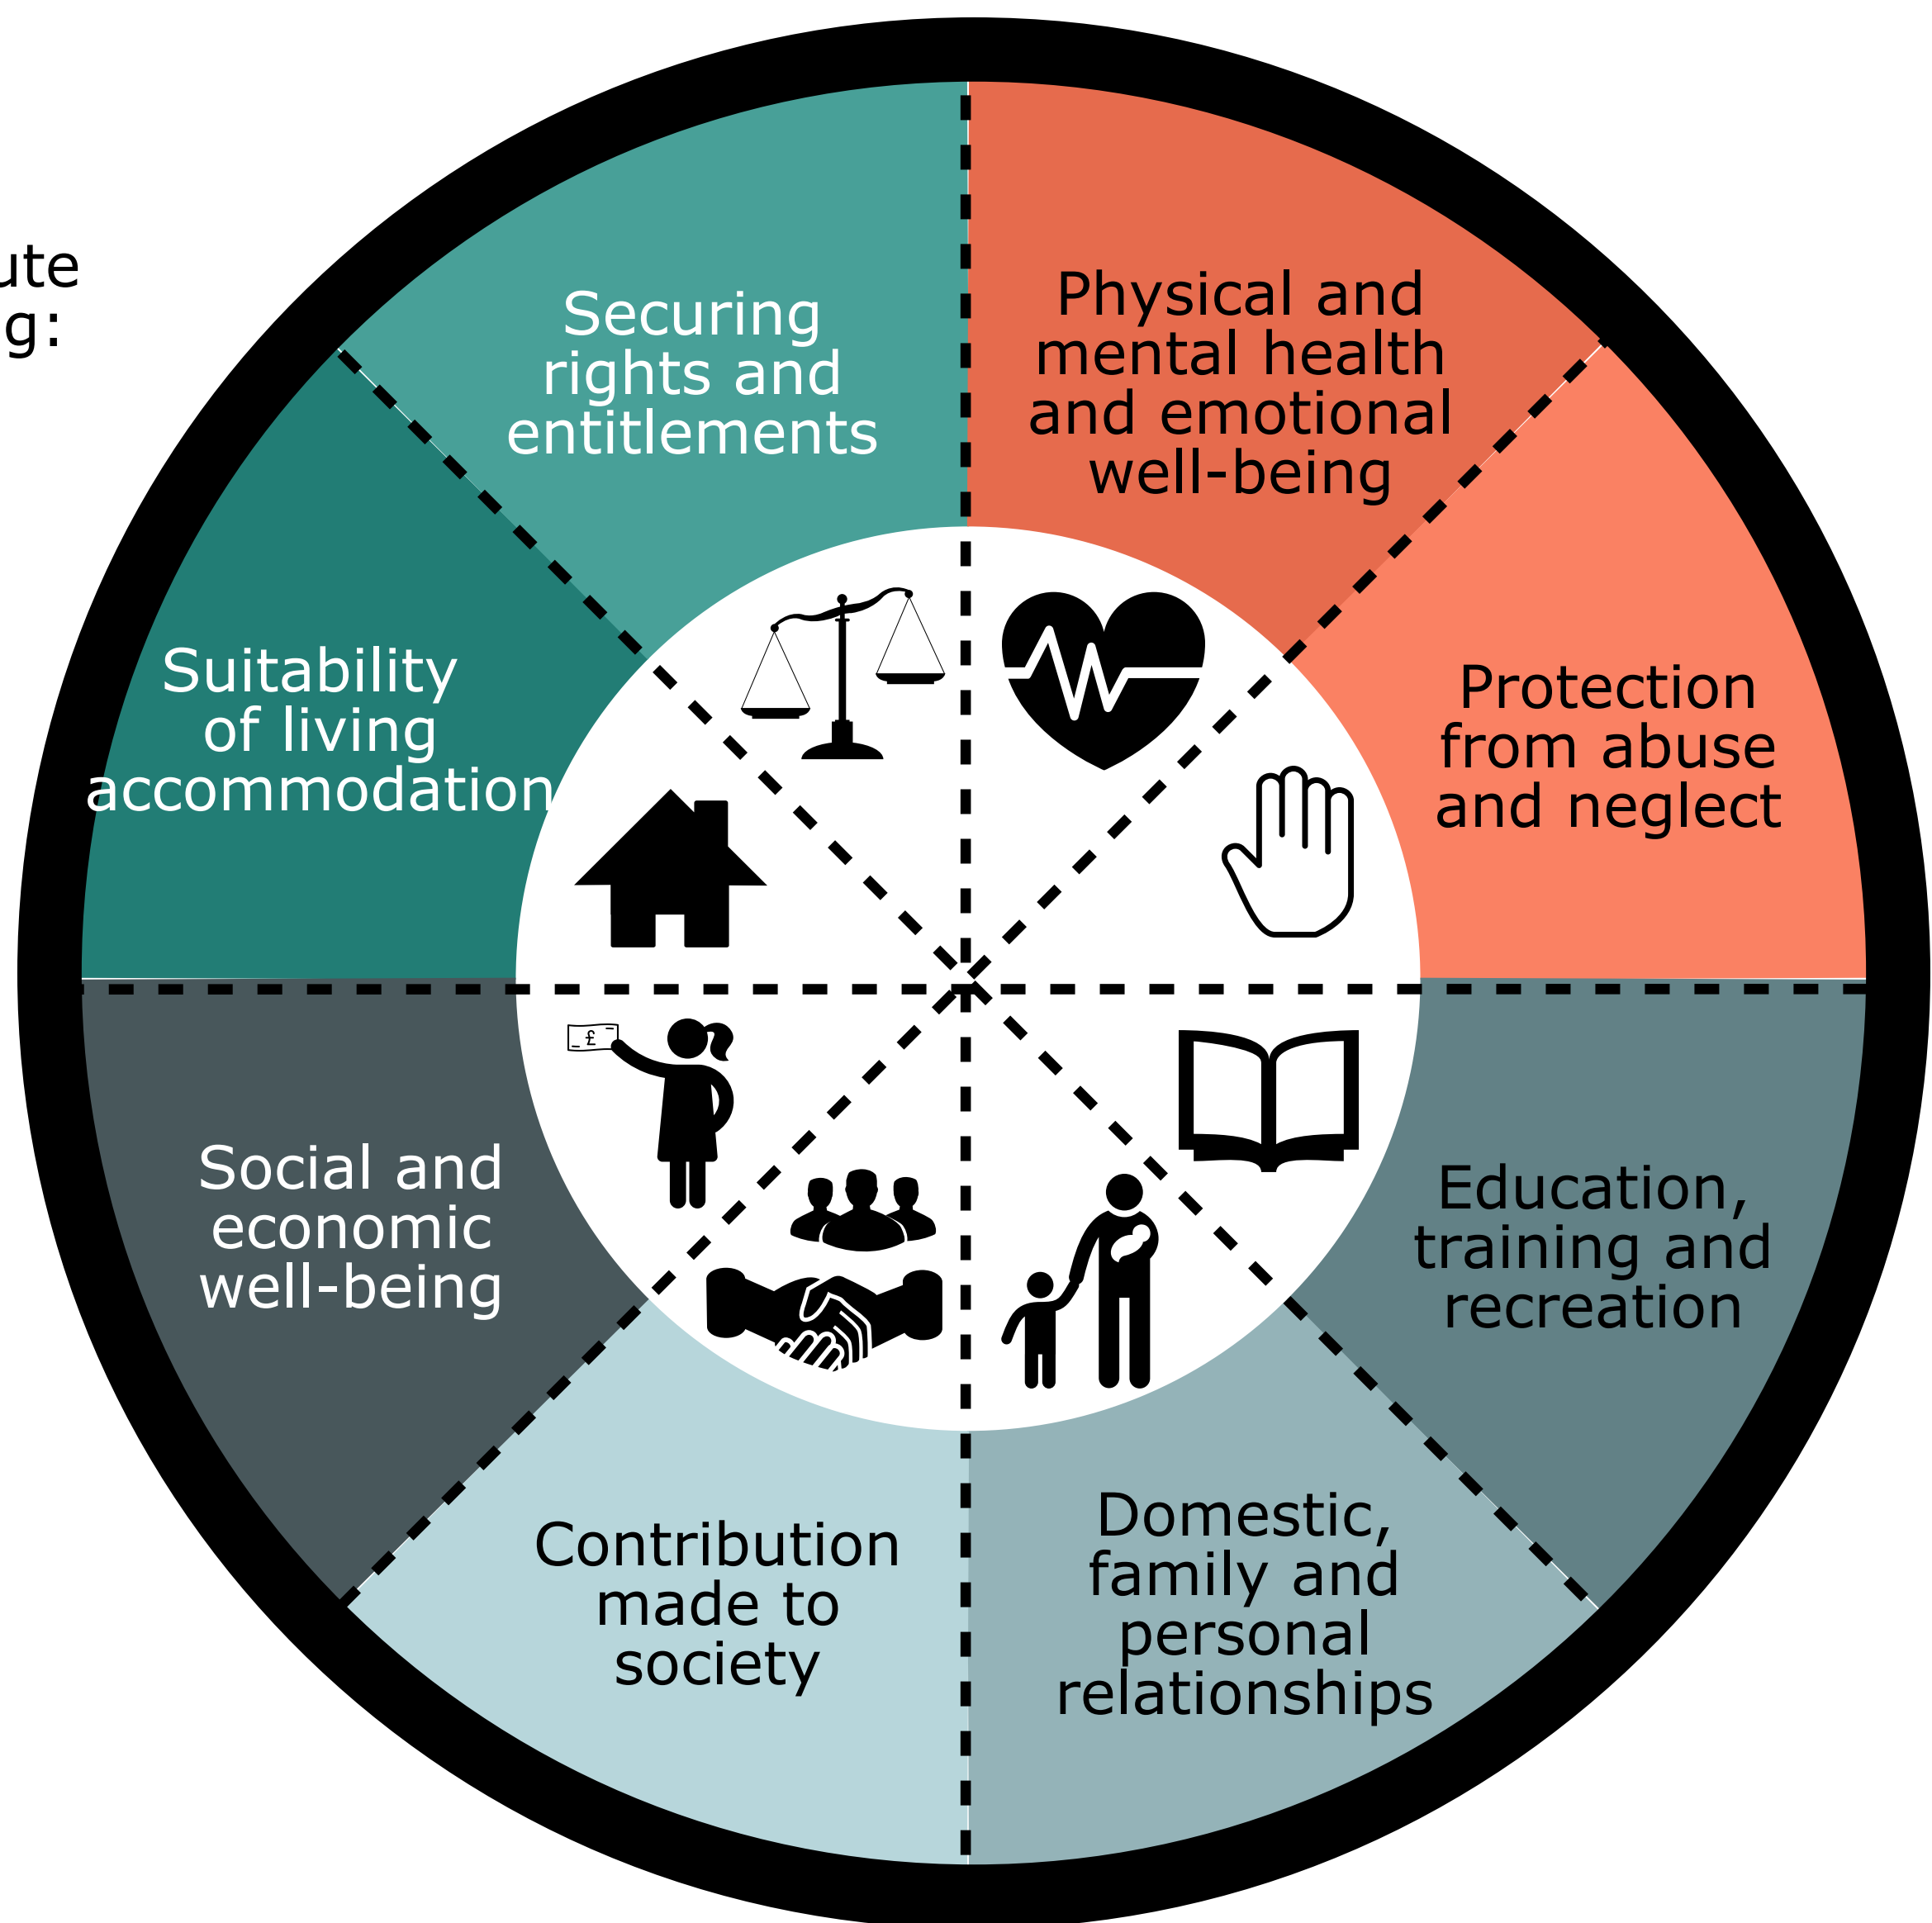 g:
Securing
rights and
entitlements
Physical and
mental health
and emotional
well-being
Suitability
of living
accommodation
Protection
from abuse
and neglect
£
Social and
economic
well-being
Education,
training and
recreation
Contribution
made to
society
Domestic,
family and
personal
relationships